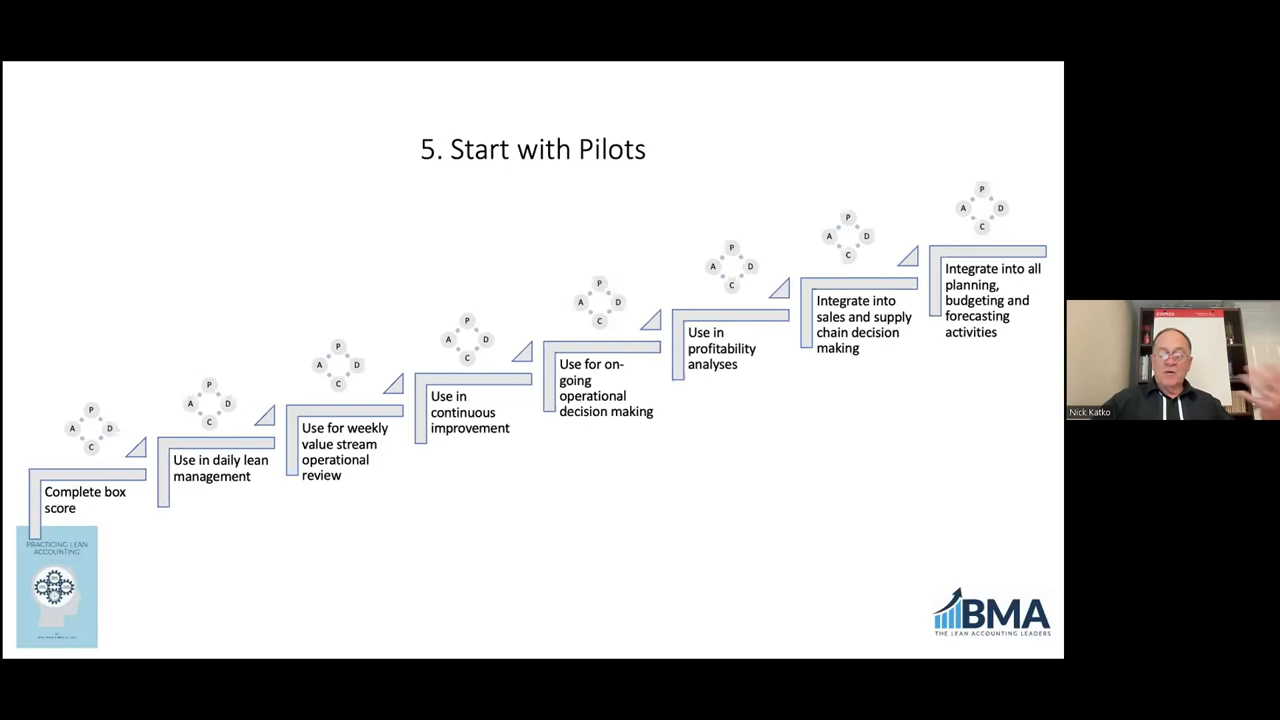 5. Start with Pilots
P
A D
C
Complete box
score
P
A D
C
Use in daily lean
management
P
A D
C
Use for weekly
value stream
operational
review
P
A D
C
Use in
continuous
improvement
P
A D
C
Use for on-
going
operational
decision making
P
A D
C
Use in
profitability
analyses
P
A D
C
Integrate into
sales and supply
chain decision
making
P
A D
C
Integrate into all
planning,
budgeting and
forecasting
activities
PRACTICING LEAN
ACCOUNTING
BMA
THE LEAN ACCOUNTING LEADERS
STAPLES
Nick Katko